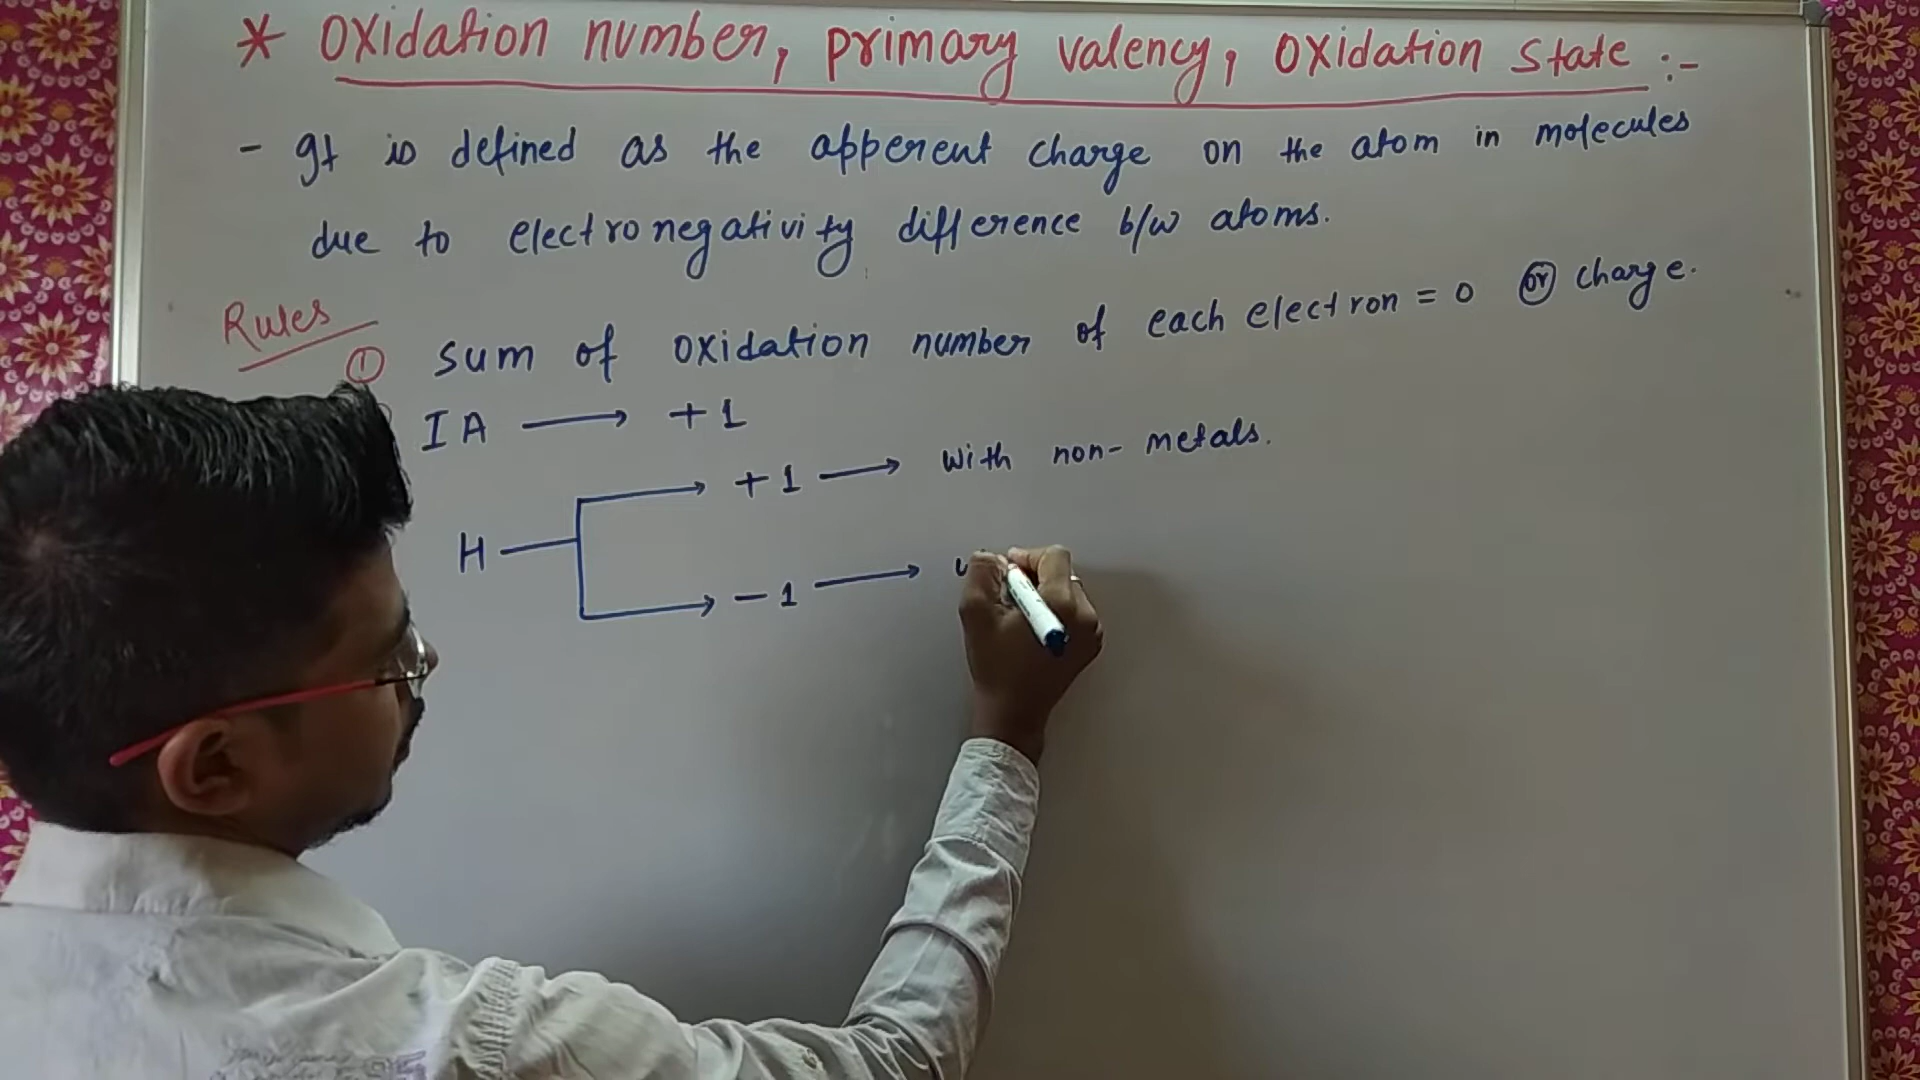 * Oxidation number, primary valency, oxidation state :-
- It is defined as the apperent charge on the atom in molecules
due to electronegativity difference b/w atoms.
Rules
① Sum of oxidation number of each electron = 0 or charge.
IA → +1
+1 → with non-metals.
H
-1 →